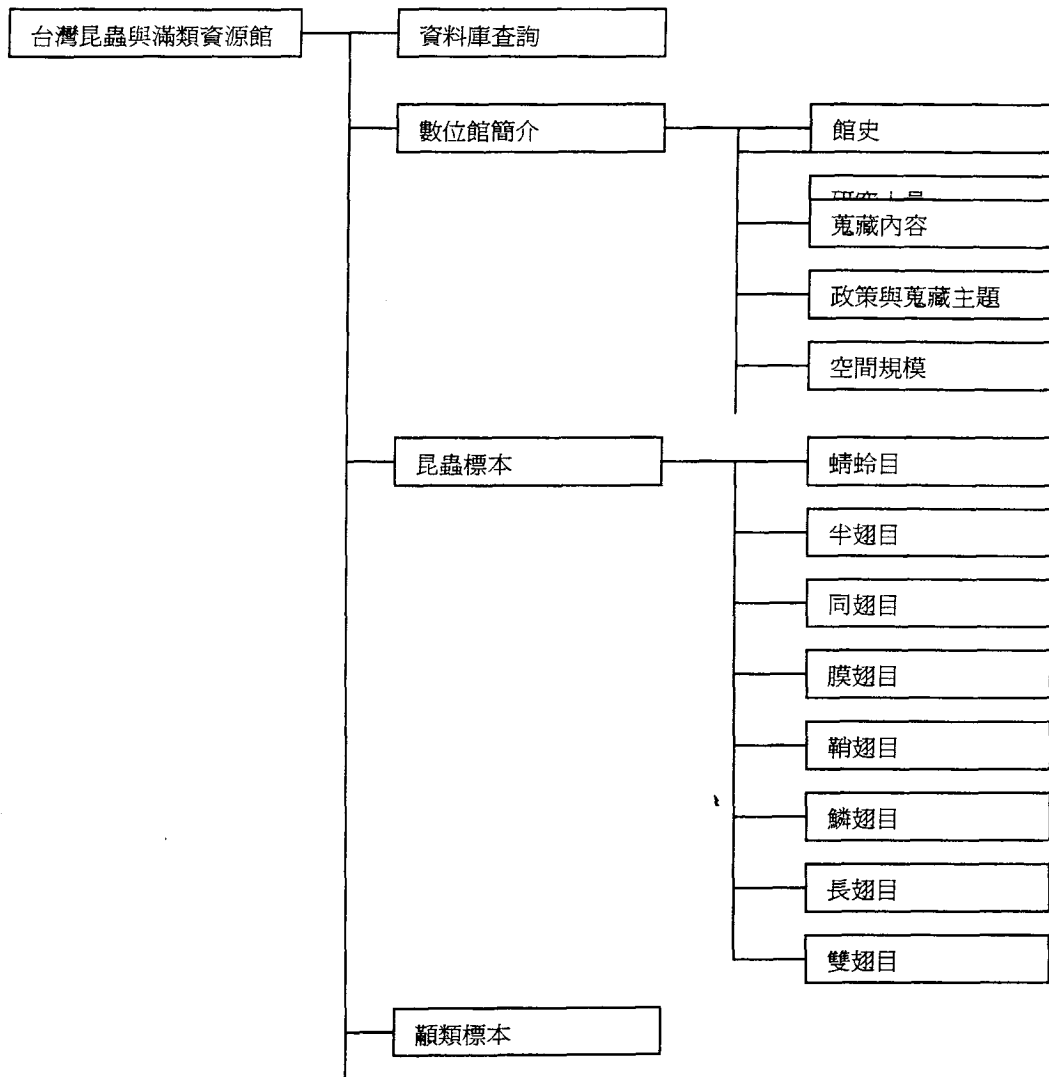 台灣昆蟲與滿類資源館
資料庫查詢
數位館簡介
館史
蒐藏內容
政策與蒐藏主題
空間規模
昆蟲標本
蜻蛉目
半翅目
同翅目
膜翅目
鞘翅目
鱗翅目
長翅目
雙翅目
類標本